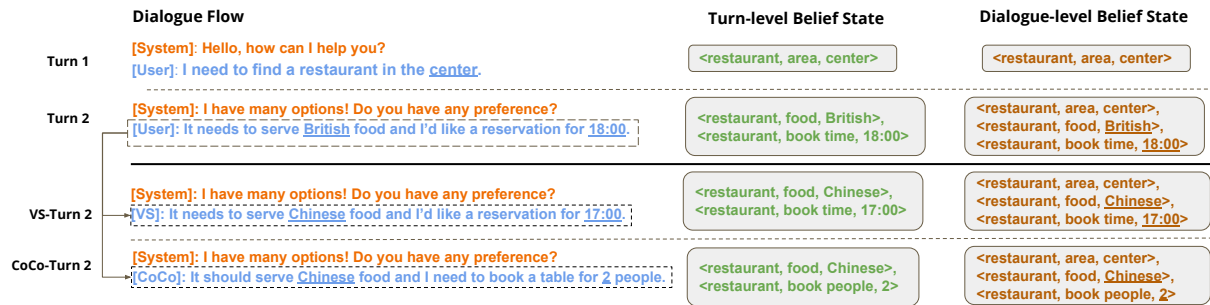 Dialogue Flow
Turn-level Belief State
Dialogue-level Belief State
Turn 1
[System]: Hello, how can I help you?
[User]: I need to find a restaurant in the center.
<restaurant, area, center>
<restaurant, area, center>
Turn 2
[System]: I have many options! Do you have any preference?
[User]: It needs to serve British food and I'd like a reservation for 18:00.
<restaurant, food, British>,
<restaurant, book time, 18:00>
<restaurant, area, center>,
<restaurant, food, British>,
<restaurant, book time, 18:00>
VS-Turn 2
[System]: I have many options! Do you have any preference?
[VS]: It needs to serve Chinese food and I'd like a reservation for 17:00.
<restaurant, food, Chinese>,
<restaurant, book time, 17:00>
<restaurant, area, center>,
<restaurant, food, Chinese>,
<restaurant, book time, 17:00>
CoCo-Turn 2
[System]: I have many options! Do you have any preference?
[CoCo]: It should serve Chinese food and I need to book a table for 2 people.
<restaurant, food, Chinese>,
<restaurant, book people, 2>
<restaurant, area, center>,
<restaurant, food, Chinese>,
<restaurant, book people, 2>